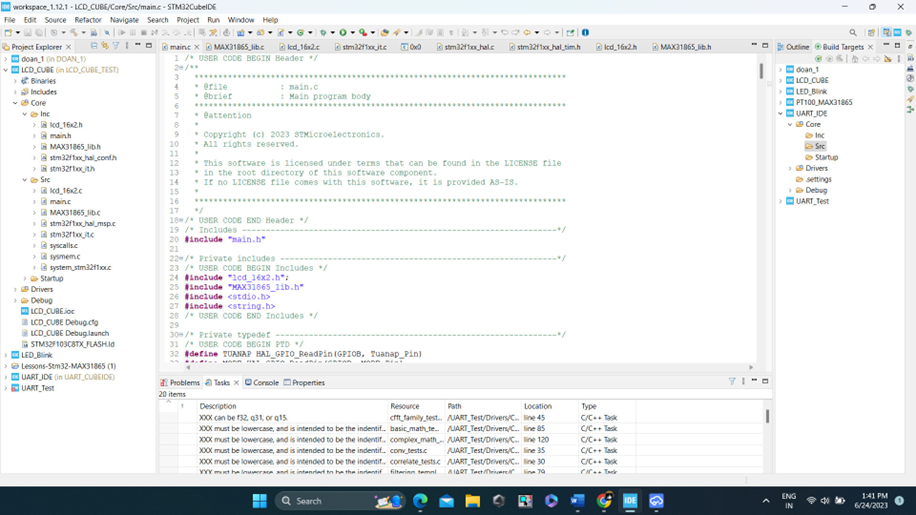 workspace_1.12.1 - LCD_CUBE/Core/Src/main.c - STM32CubeIDE
File Edit Source Refactor Navigate Search Project Run Window Help
Project Explorer
doan_1 (in DOAN_1)
LCD_CUBE (in LCD_CUBE_TEST)
Binaries
Includes
Core
Inc
lcd_16x2.h
main.h
MAX31865_lib.h
stm32f1xx_hal_conf.h
stm32f1xx_it.h
Src
lcd_16x2.c
main.c
MAX31865_lib.c
stm32f1xx_hal_msp.c
stm32f1xx_it.c
syscalls.c
sysmem.c
system_stm32f1xx.c
Startup
Drivers
Debug
LCD_CUBE.ioc
LCD_CUBE Debug.cfg
LCD_CUBE Debug.launch
STM32F103C8TX_FLASH.ld
LED_Blink
Lessons-Stm32-MAX31865 (1)
UART_IDE (in UART_CUBEIDE)
UART_Test
main.c MAX31865_lib.c lcd_16x2.c stm32f1xx_it.c 0x0 stm32f1xx_hal.c stm32f1xx_hal_tim.h lcd_16x2.h MAX31865_lib.h
1 /* USER CODE BEGIN Header */
2 /**
3 ******************************************************************************
4 * @file : main.c
5 * @brief : Main program body
6 ******************************************************************************
7 * @attention
8 *
9 * Copyright (c) 2023 STMicroelectronics.
10 * All rights reserved.
11 *
12 * This software is licensed under terms that can be found in the LICENSE file
13 * in the root directory of this software component.
14 * If no LICENSE file comes with this software, it is provided AS-IS.
15 *
16 ******************************************************************************
17 */
18 /* USER CODE END Header */
19 /* Includes ------------------------------------------------------------------*/
20 #include "main.h"
21
22 /* Private includes ----------------------------------------------------------*/
23 /* USER CODE BEGIN Includes */
24 #include "lcd_16x2.h";
25 #include "MAX31865_lib.h"
26 #include <stdio.h>
27 #include <string.h>
28 /* USER CODE END Includes */
29
30 /* Private typedef -----------------------------------------------------------*/
31 /* USER CODE BEGIN PTD */
32 #define TUANAP HAL_GPIO_ReadPin(GPIOB, Tuanap_Pin)
Outline Build Targets
doan_1
LCD_CUBE
LED_Blink
PT100_MAX31865
UART_IDE
Core
Inc
Src
Startup
Drivers
.settings
Debug
UART_Test
Problems Tasks Console Properties
20 items
! Description Resource Path Location Type
XXX can be f32, q31, or q15. cfft_family_test... /UART_Test/Drivers/C... line 45 C/C++ Task
XXX must be lowercase, and is intended to be the indentif... basic_math_te... /UART_Test/Drivers/C... line 85 C/C++ Task
XXX must be lowercase, and is intended to be the indentif... complex_math_... /UART_Test/Drivers/C... line 120 C/C++ Task
XXX must be lowercase, and is intended to be the indentif... conv_tests.c /UART_Test/Drivers/C... line 35 C/C++ Task
XXX must be lowercase, and is intended to be the indentif... correlate_tests.c /UART_Test/Drivers/C... line 30 C/C++ Task
XXX must be lowercase, and is intended to be the indentif... filtering_templ... /UART_Test/Drivers/C... line 79 C/C++ Task
Search
ENG
IN
1:41 PM
6/24/2023